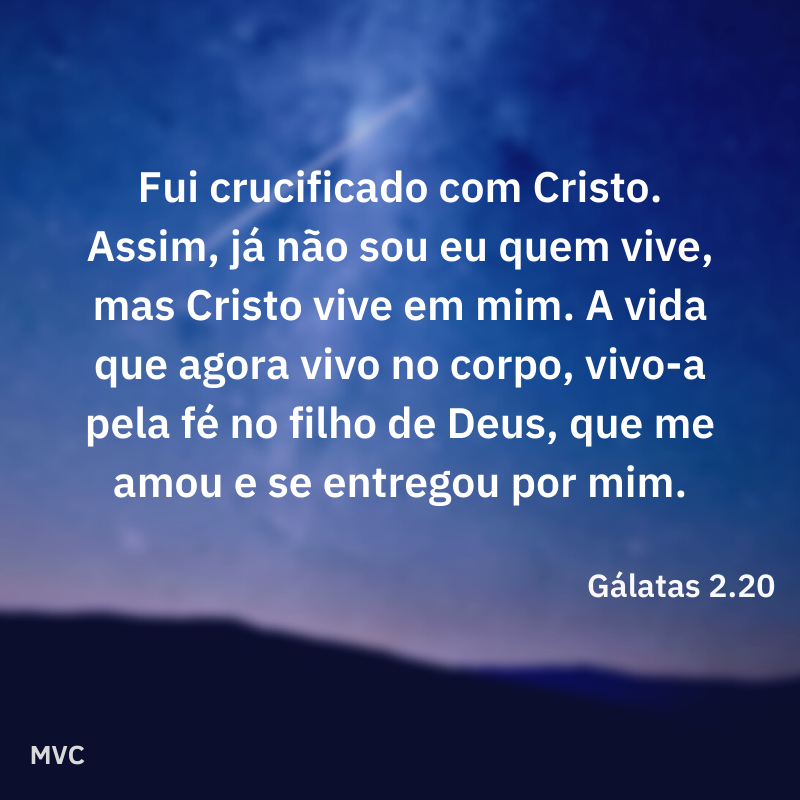 Fui crucificado com Cristo.
Assim, já não sou eu quem vive,
mas Cristo vive em mim. A vida
que agora vivo no corpo, vivo-a
pela fé no filho de Deus, que me
amou e se entregou por mim.
Gálatas 2.20
MVC